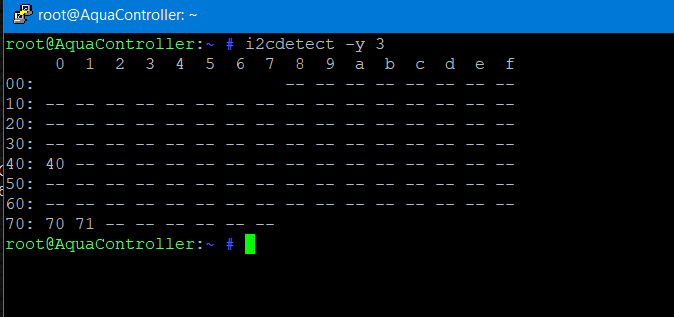 root@AquaController: ~
root@AquaController:~ # i2cdetect -y 3
     0  1  2  3  4  5  6  7  8  9  a  b  c  d  e  f
00:                         -- -- -- -- -- -- -- --
10: -- -- -- -- -- -- -- -- -- -- -- -- -- -- -- --
20: -- -- -- -- -- -- -- -- -- -- -- -- -- -- -- --
30: -- -- -- -- -- -- -- -- -- -- -- -- -- -- -- --
40: 40 -- -- -- -- -- -- -- -- -- -- -- -- -- -- --
50: -- -- -- -- -- -- -- -- -- -- -- -- -- -- -- --
60: -- -- -- -- -- -- -- -- -- -- -- -- -- -- -- --
70: 70 71 -- -- -- -- -- --
root@AquaController:~ #